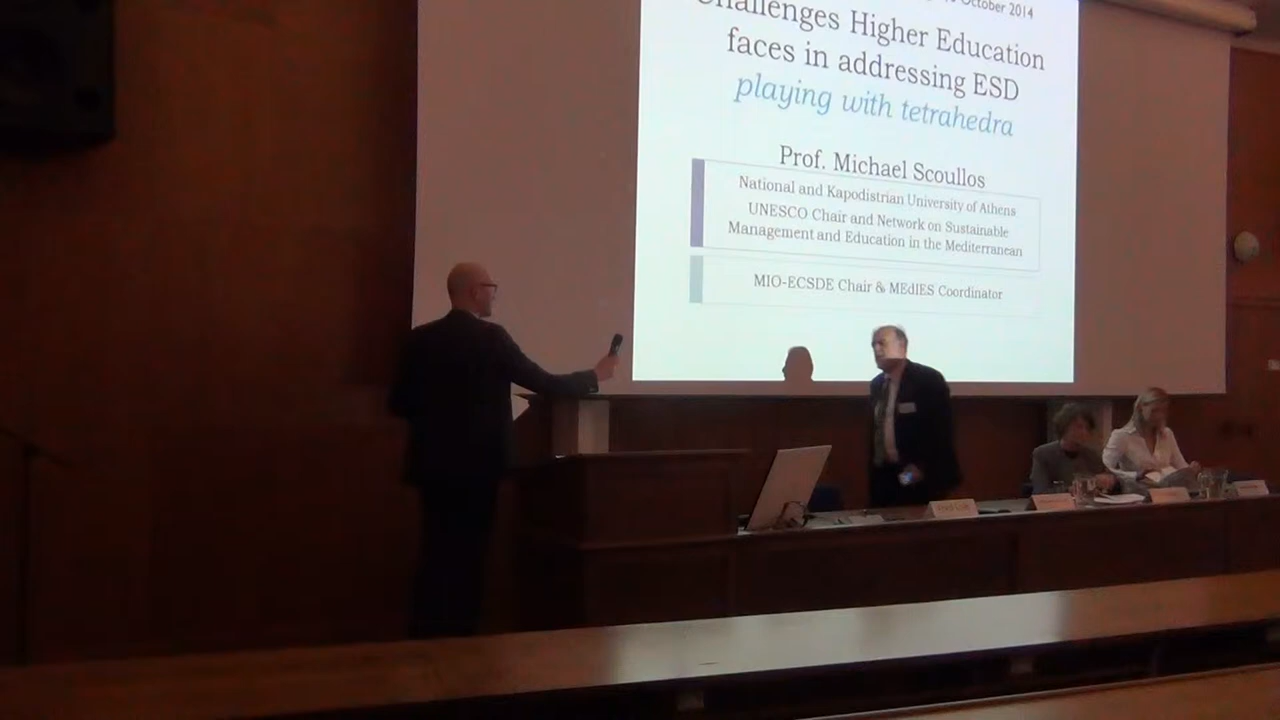 October 2014
Challenges Higher Education
faces in addressing ESD
playing with tetrahedra
Prof. Michael Scoullos
National and Kapodistrian University of Athens
UNESCO Chair and Network on Sustainable
Management and Education in the Mediterranean
MIO-ECSDE Chair & MEdIES Coordinator